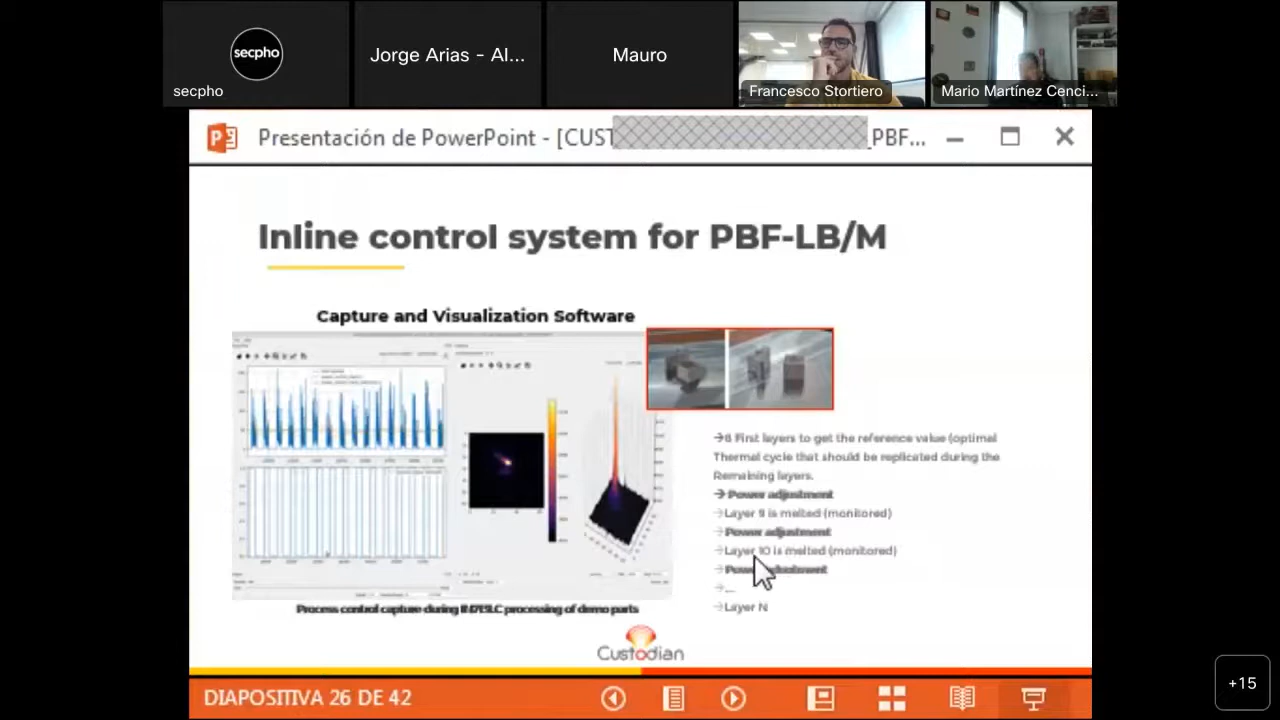 secpho
secpho
Jorge Arias - AI...
Mauro
Francesco Stortiero
Mario Martínez Cenci...
Presentación de PowerPoint - [CUST
_PBF...
Inline control system for PBF-LB/M
Capture and Visualization Software
→8 First layers to get the reference value (optimal
Thermal cycle that should be replicated during the
Remaining layers.
→ Power adjustment
→Layer 9 is melted (monitored)
→Power adjustment
→Layer 10 is melted (monitored)
→...
→Layer N
Process control capture during
processing of demo parts
Custodian
DIAPOSITIVA 26 DE 42
+15